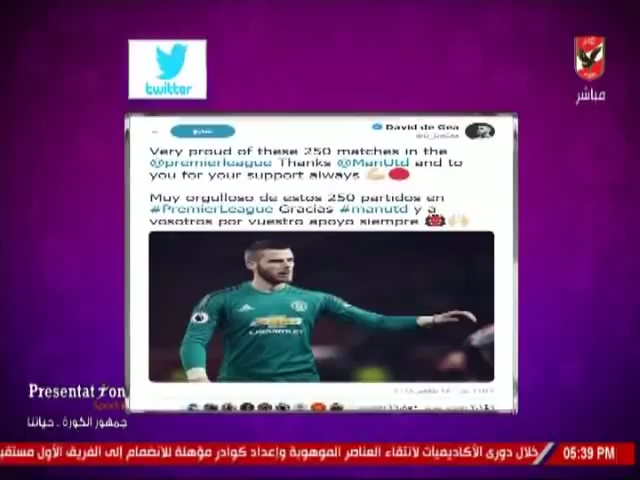 twitter
مباشر
David de Gea
Very proud of these 250 matches in the
@premierleague Thanks @ManUtd and to
you for your support always 💪🏻🔴
Muy orgulloso de estos 250 partidos en
#PremierLeague Gracias #manutd y a
vosotros por vuestro apoyo siempre 👹🙌🏻
CHEVROLET
Presentation
Sports
جمهور الكورة .. حياتنا
خلال دورى الأكاديميات لانتقاء العناصر الموهوبة وإعداد كوادر مؤهلة للانضمام إلى الفريق الأول مستقب
05:39 PM